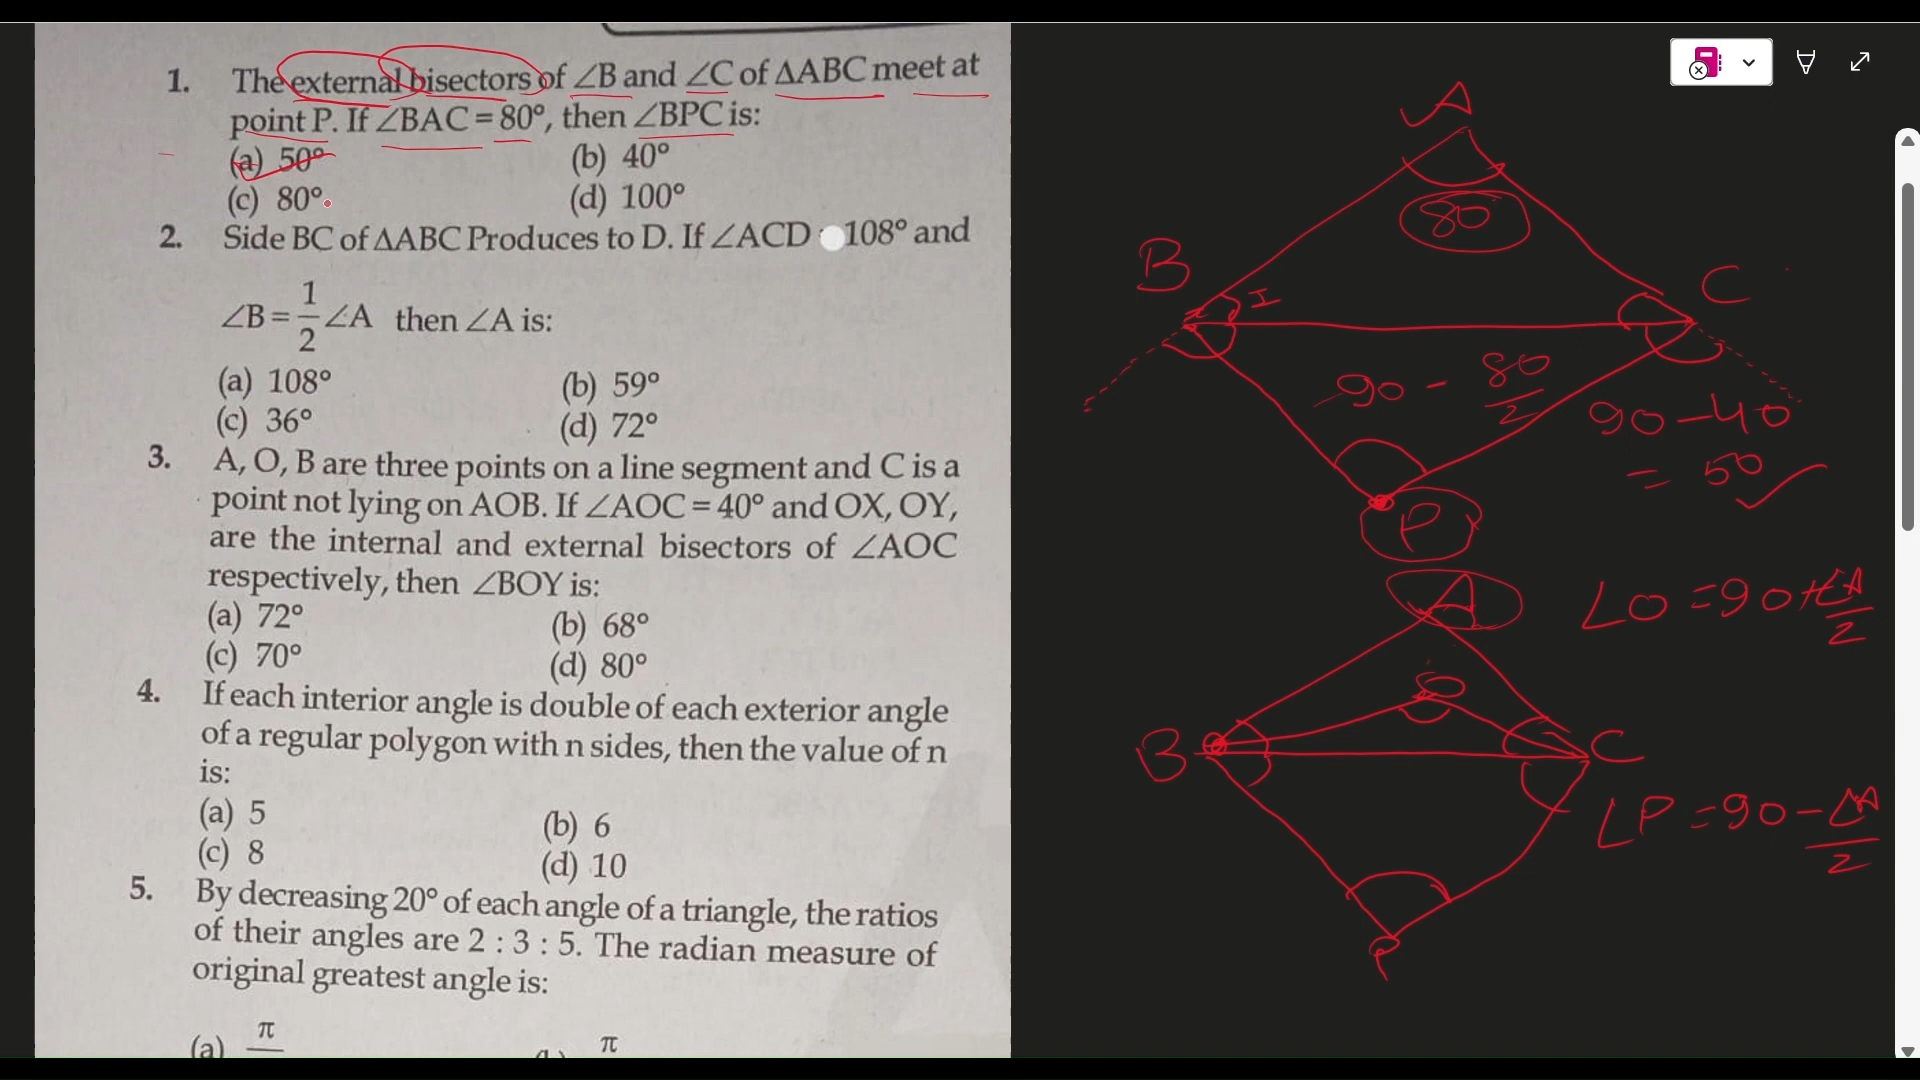 1. The external bisectors of ∠B and ∠C of ΔABC meet at
point P. If ∠BAC = 80°, then ∠BPC is:
(a) 50° (b) 40°
(c) 80° (d) 100°
2. Side BC of ΔABC Produces to D. If ∠ACD 108° and
∠B = 1/2 ∠A then ∠A is:
(a) 108° (b) 59°
(c) 36° (d) 72°
3. A, O, B are three points on a line segment and C is a
point not lying on AOB. If ∠AOC = 40° and OX, OY,
are the internal and external bisectors of ∠AOC
respectively, then ∠BOY is:
(a) 72° (b) 68°
(c) 70° (d) 80°
4. If each interior angle is double of each exterior angle
of a regular polygon with n sides, then the value of n
is:
(a) 5 (b) 6
(c) 8 (d) 10
5. By decreasing 20° of each angle of a triangle, the ratios
of their angles are 2 : 3 : 5. The radian measure of
original greatest angle is:
(a) π π
A
80
B I C
90 - 80/2
90-40
= 50
P
A
∠O = 90 + ∠A/2
O
B C
∠P = 90 - ∠A/2
P